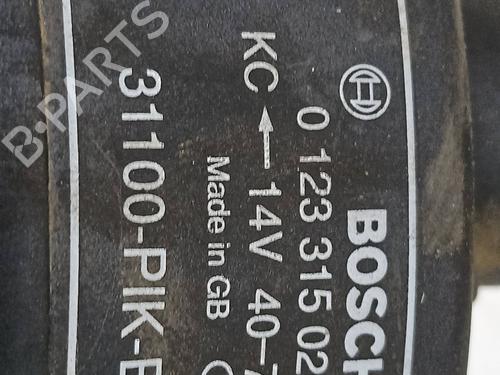 BOSCH
0 123 315 02
KC ← 14V 40-7
Made in GB
31100-PIK-E
B-PARTS